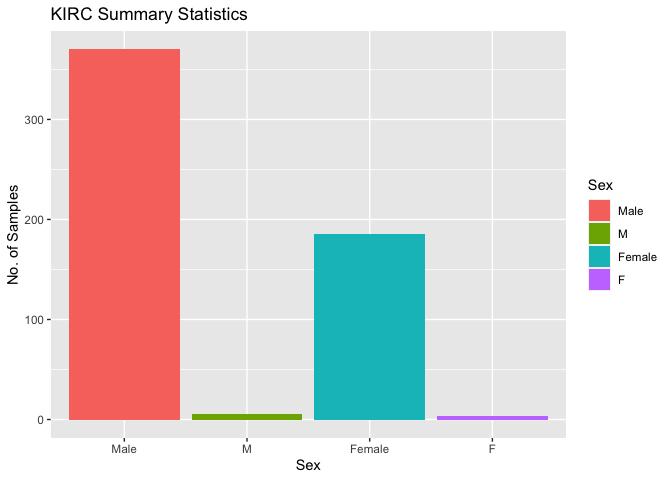 KIRC Summary Statistics
No. of Samples
300
200
100
0
Male
M
Female
F
Sex
Sex
Male
M
Female
F